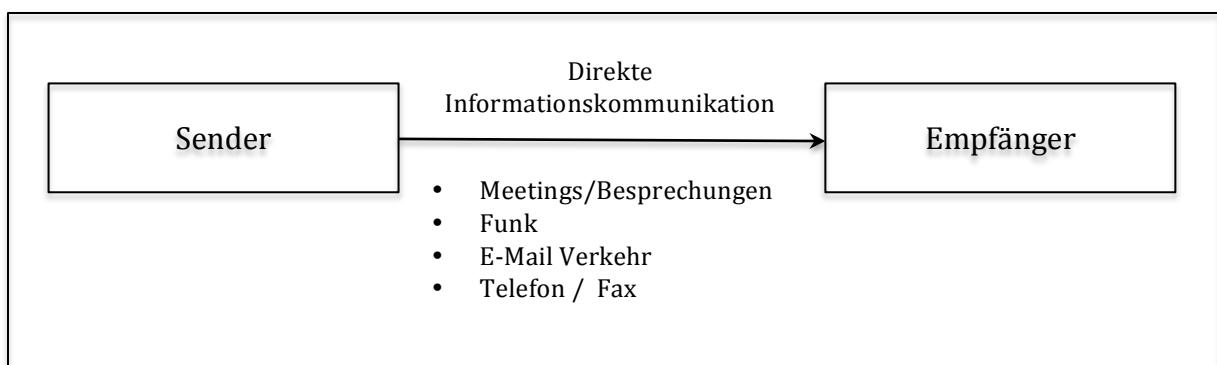 Direkte
Informationskommunikation
Sender
Empfänger
• Meetings/Besprechungen
• Funk
• E-Mail Verkehr
• Telefon / Fax